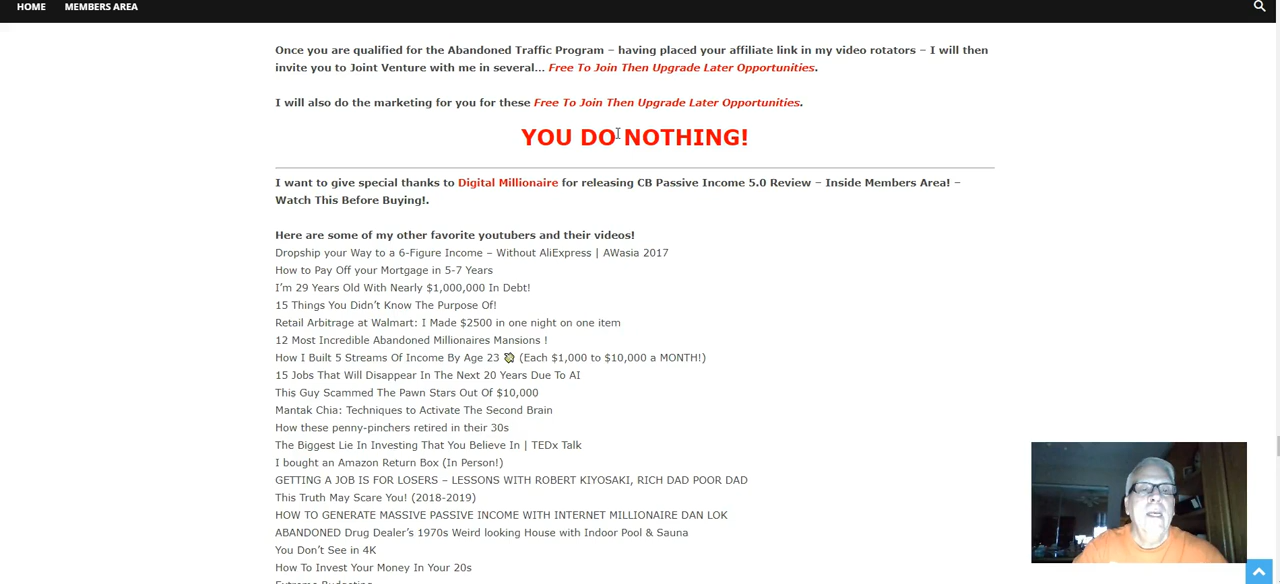 HOME MEMBERS AREA
Once you are qualified for the Abandoned Traffic Program – having placed your affiliate link in my video rotators – I will then
invite you to Joint Venture with me in several... Free To Join Then Upgrade Later Opportunities.
I will also do the marketing for you for these Free To Join Then Upgrade Later Opportunities.
YOU DO NOTHING!
I want to give special thanks to Digital Millionaire for releasing CB Passive Income 5.0 Review – Inside Members Area! –
Watch This Before Buying!.
Here are some of my other favorite youtubers and their videos!
Dropship your Way to a 6-Figure Income – Without AliExpress | AWasia 2017
How to Pay Off your Mortgage in 5-7 Years
I’m 29 Years Old With Nearly $1,000,000 In Debt!
15 Things You Didn’t Know The Purpose Of!
Retail Arbitrage at Walmart: I Made $2500 in one night on one item
12 Most Incredible Abandoned Millionaires Mansions !
How I Built 5 Streams Of Income By Age 23 (Each $1,000 to $10,000 a MONTH!)
15 Jobs That Will Disappear In The Next 20 Years Due To AI
This Guy Scammed The Pawn Stars Out Of $10,000
Mantak Chia: Techniques to Activate The Second Brain
How these penny-pinchers retired in their 30s
The Biggest Lie In Investing That You Believe In | TEDx Talk
I bought an Amazon Return Box (In Person!)
GETTING A JOB IS FOR LOSERS – LESSONS WITH ROBERT KIYOSAKI, RICH DAD POOR DAD
This Truth May Scare You! (2018-2019)
HOW TO GENERATE MASSIVE PASSIVE INCOME WITH INTERNET MILLIONAIRE DAN LOK
ABANDONED Drug Dealer’s 1970s Weird looking House with Indoor Pool & Sauna
You Don’t See in 4K
How To Invest Your Money In Your 20s
Extreme Budgeting